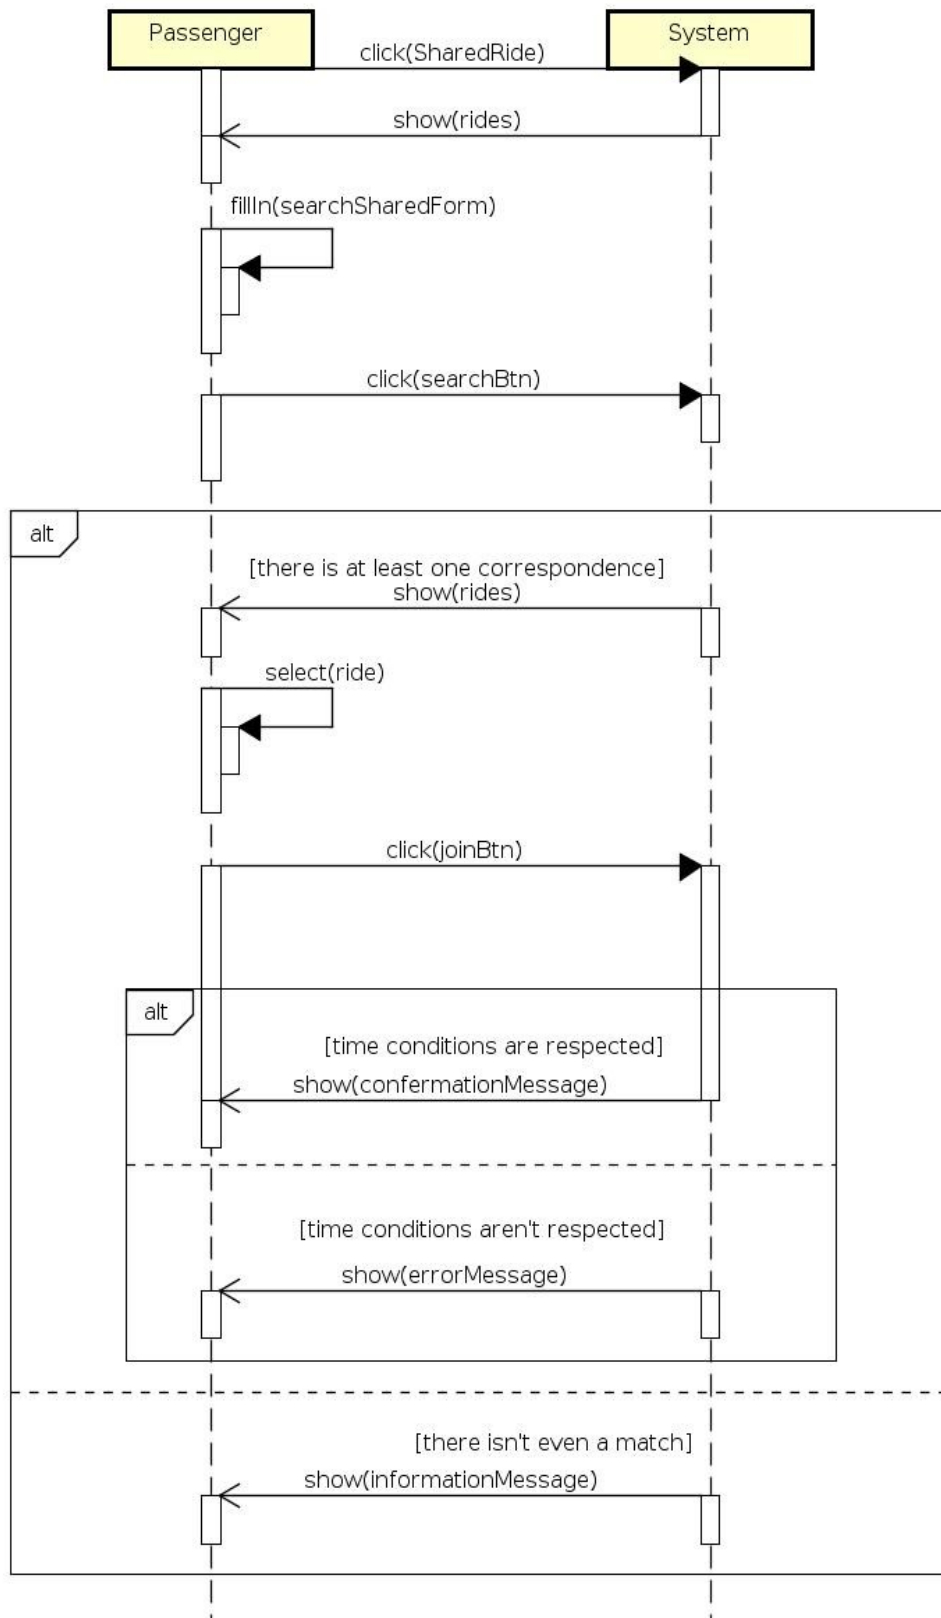 Passenger
System
click(SharedRide)
show(rides)
fillIn(searchSharedForm)
click(searchBtn)
alt
[there is at least one correspondence]
show(rides)
select(ride)
click(joinBtn)
alt
[time conditions are respected]
show(confermationMessage)
[time conditions aren't respected]
show(errorMessage)
[there isn't even a match]
show(informationMessage)